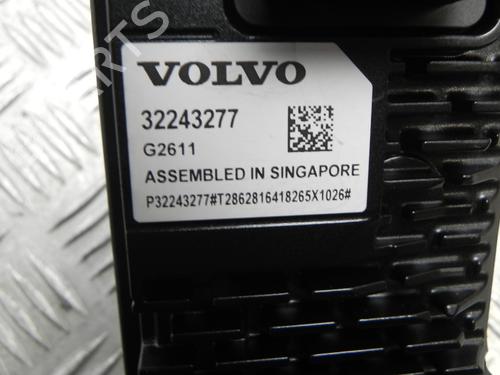 VOLVO
32243277
G2611
ASSEMBLED IN SINGAPORE
P32243277#T2862816418265X1026#